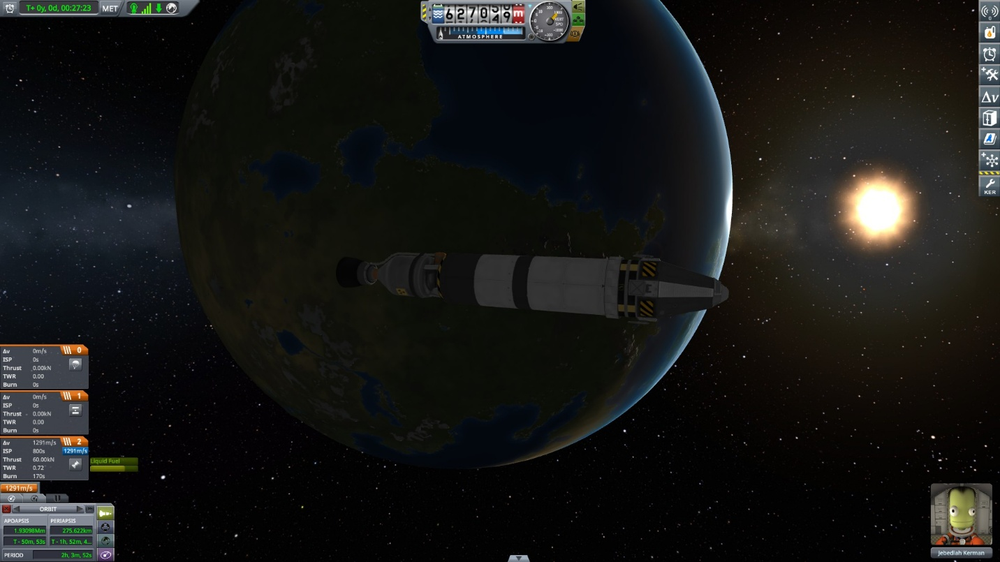 T+ 0y, 0d, 00:27:23 MET
627049 m
ATMOSPHERE
VERT
SPD
Δv
KER
Δv 0m/s 0
ISP 0s
Thrust 0.00kN
TWR 0.00
Burn 0s
Δv 0m/s 1
ISP 0s
Thrust 0.00kN
TWR 0.00
Burn 0s
Δv 1291m/s 2
ISP 800s 1291m/s
Thrust 60.00kN
Liquid Fuel
TWR 0.72
Burn 170s
1291m/s
ORBIT
APOAPSIS PERIAPSIS
1.93098Mm 275.622km
T - 50m, 53s T - 1h, 52m, 4...
PERIOD 2h, 3m, 52s
Jebediah Kerman